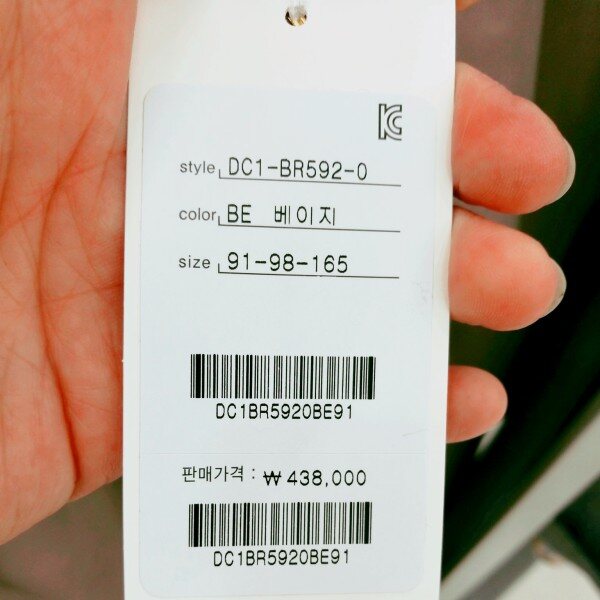 KC
style DC1-BR592-0
color BE 베이지
size 91-98-165
DC1BR5920BE91
판매가격 : ₩ 438,000
DC1BR5920BE91